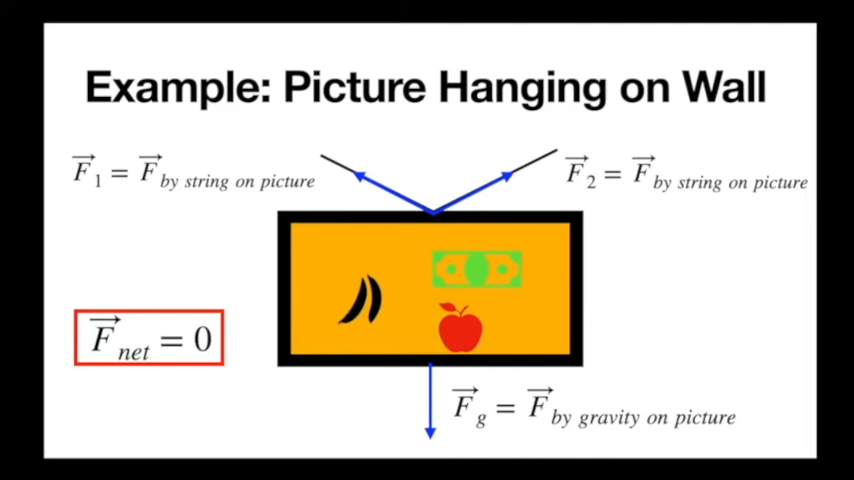 Example: Picture Hanging on Wall
F⃗₁ = F⃗ by string on picture
F⃗₂ = F⃗ by string on picture
F⃗ net = 0
F⃗g = F⃗ by gravity on picture